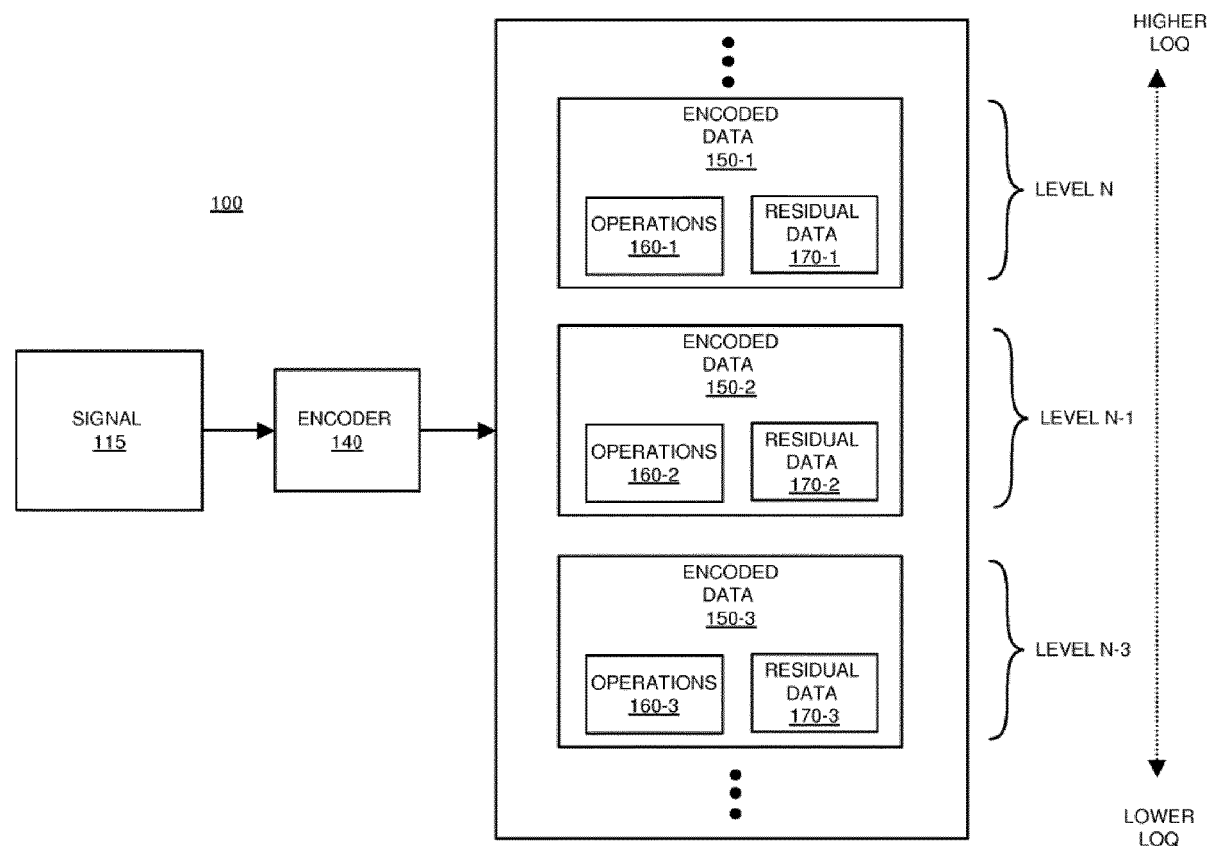 HIGHER
LOQ
ENCODED
DATA
150-1
OPERATIONS
160-1
RESIDUAL
DATA
170-1
LEVEL N
100
ENCODED
DATA
150-2
OPERATIONS
160-2
RESIDUAL
DATA
170-2
LEVEL N-1
SIGNAL
115
ENCODER
140
ENCODED
DATA
150-3
OPERATIONS
160-3
RESIDUAL
DATA
170-3
LEVEL N-3
LOWER
LOQ